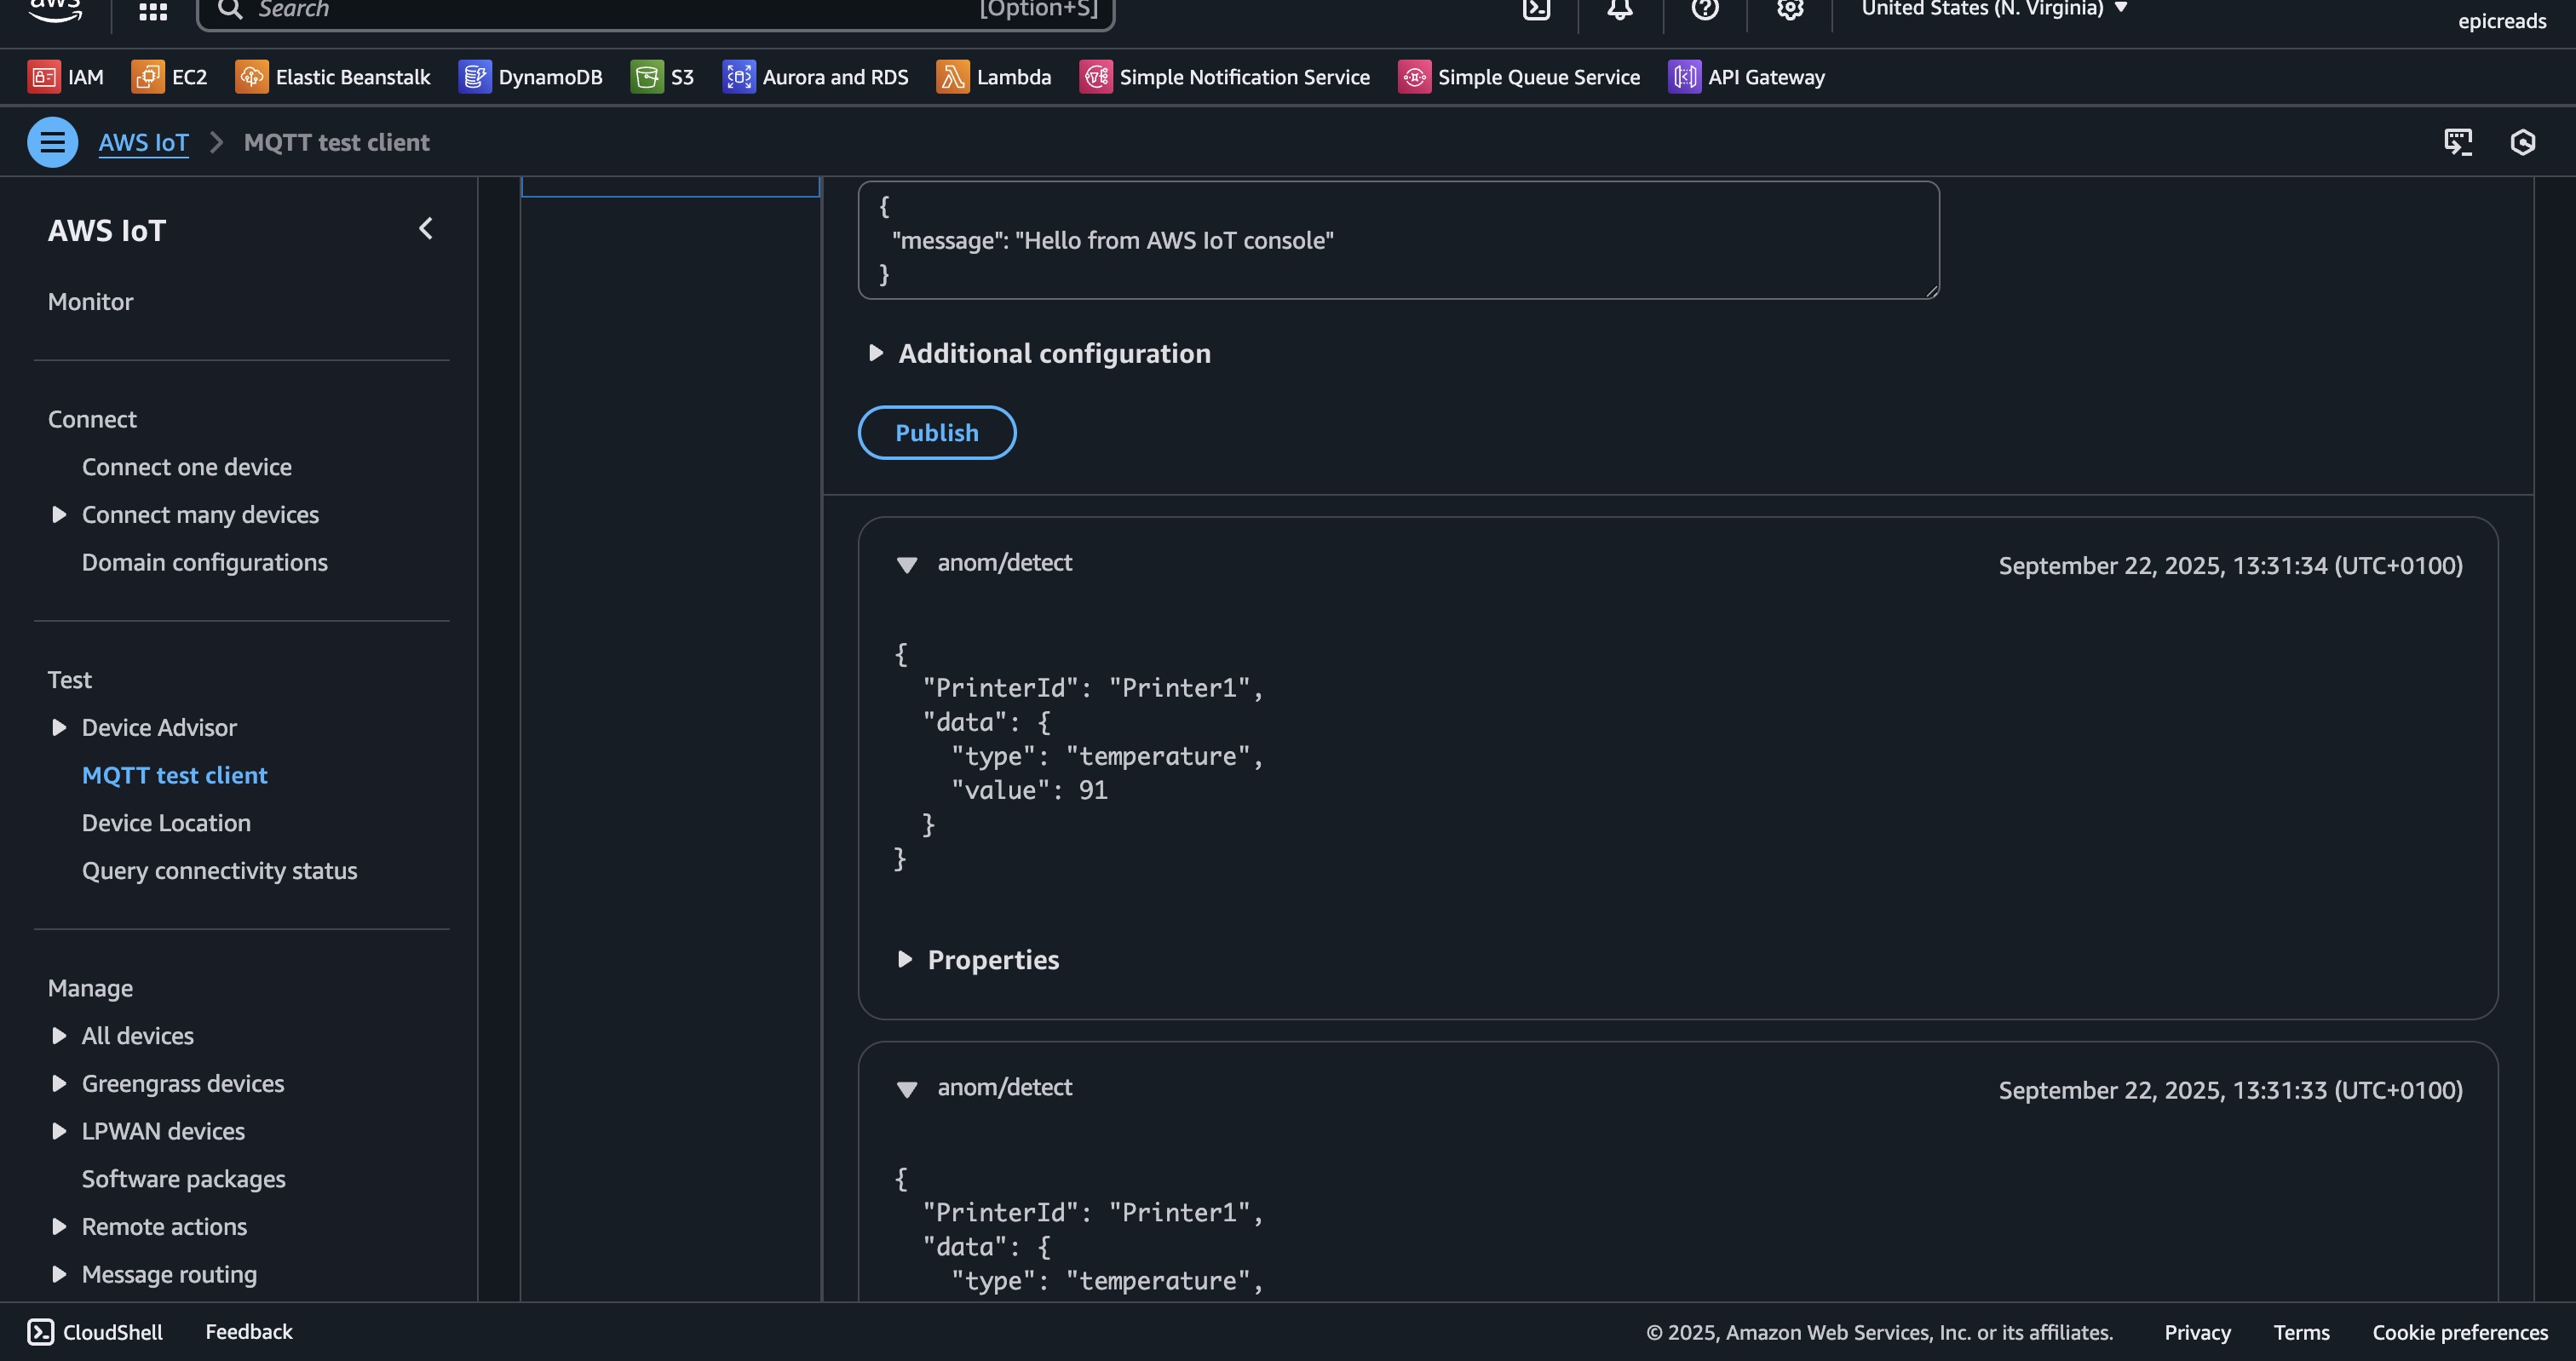 aws
Search
[Option+S]
United States (N. Virginia)
epicreads
IAM
EC2
Elastic Beanstalk
DynamoDB
S3
Aurora and RDS
Lambda
Simple Notification Service
Simple Queue Service
API Gateway
AWS IoT
MQTT test client
AWS IoT
Monitor
Connect
Connect one device
Connect many devices
Domain configurations
Test
Device Advisor
MQTT test client
Device Location
Query connectivity status
Manage
All devices
Greengrass devices
LPWAN devices
Software packages
Remote actions
Message routing
{
"message": "Hello from AWS IoT console"
}
Additional configuration
Publish
anom/detect
September 22, 2025, 13:31:34 (UTC+0100)
{
"PrinterId": "Printer1",
"data": {
"type": "temperature",
"value": 91
}
}
Properties
anom/detect
September 22, 2025, 13:31:33 (UTC+0100)
{
"PrinterId": "Printer1",
"data": {
"type": "temperature",
CloudShell
Feedback
© 2025, Amazon Web Services, Inc. or its affiliates.
Privacy
Terms
Cookie preferences